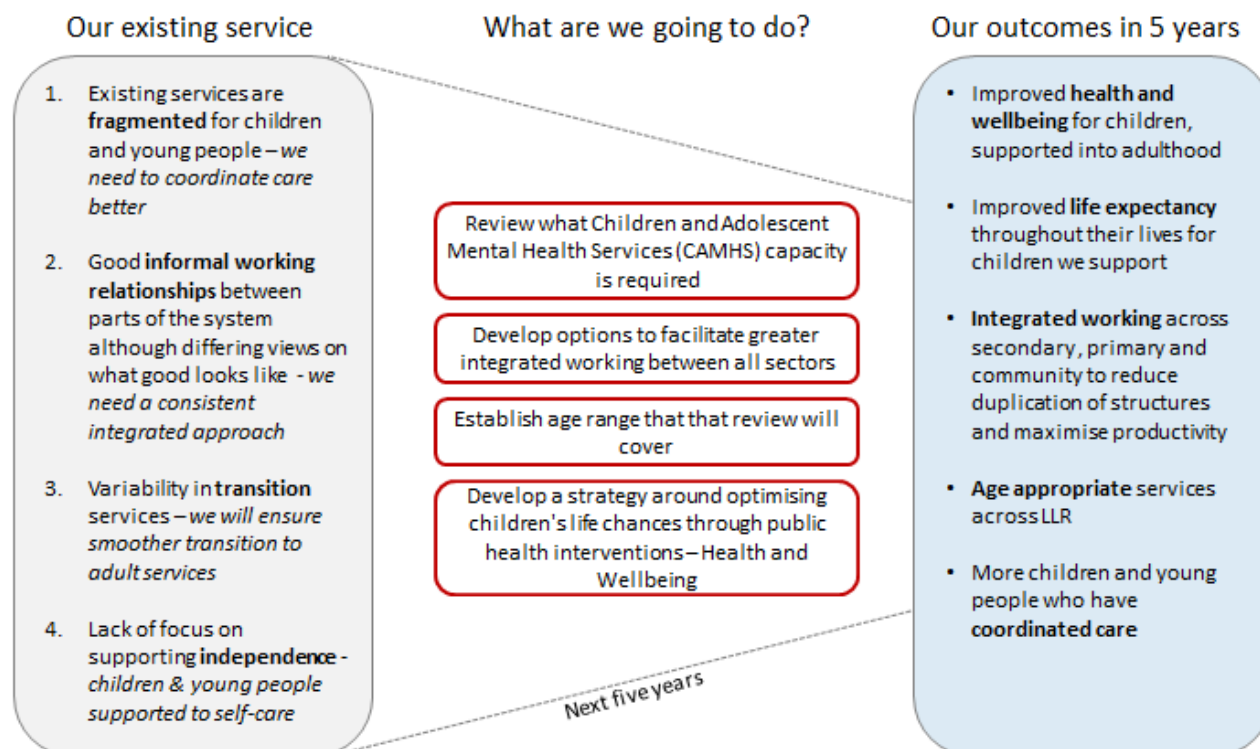 Our existing service
What are we going to do?
Our outcomes in 5 years
1. Existing services are
fragmented for children
and young people – we
need to coordinate care
better
2. Good informal working
relationships between
parts of the system
although differing views on
what good looks like - we
need a consistent
integrated approach
3. Variability in transition
services – we will ensure
smoother transition to
adult services
4. Lack of focus on
supporting independence -
children & young people
supported to self-care
Review what Children and Adolescent
Mental Health Services (CAMHS) capacity
is required
Develop options to facilitate greater
integrated working between all sectors
Establish age range that that review will
cover
Develop a strategy around optimising
children's life chances through public
health interventions – Health and
Wellbeing
Next five years
• Improved health and
wellbeing for children,
supported into adulthood
• Improved life expectancy
throughout their lives for
children we support
• Integrated working across
secondary, primary and
community to reduce
duplication of structures
and maximise productivity
• Age appropriate services
across LLR
• More children and young
people who have
coordinated care